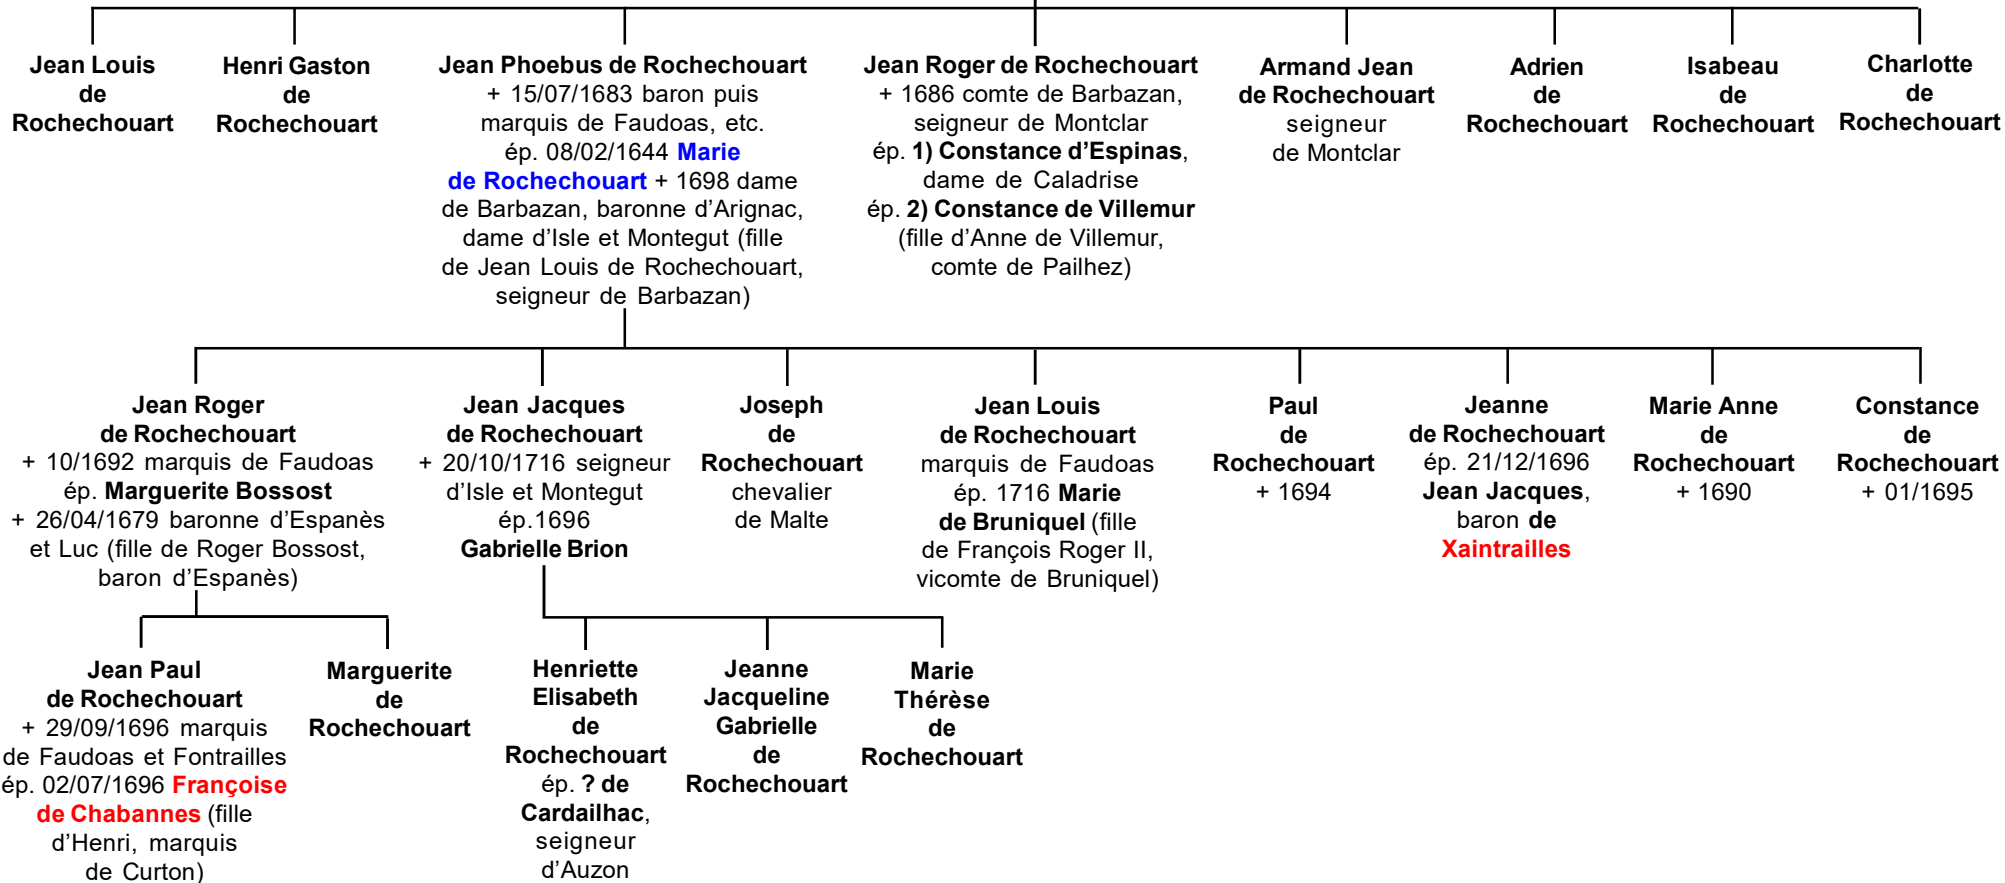 Jean Louis
de
Rochechouart
Henri Gaston
de
Rochechouart
Jean Phoebus de Rochechouart
+ 15/07/1683 baron puis
marquis de Faudoas, etc.
ép. 08/02/1644 Marie
de Rochechouart + 1698 dame
de Barbazan, baronne d’Arignac,
dame d’Isle et Montegut (fille
de Jean Louis de Rochechouart,
seigneur de Barbazan)
Jean Roger de Rochechouart
+ 1686 comte de Barbazan,
seigneur de Montclar
ép. 1) Constance d’Espinas,
dame de Caladrise
ép. 2) Constance de Villemur
(fille d’Anne de Villemur,
comte de Pailhez)
Armand Jean
de Rochechouart
seigneur
de Montclar
Adrien
de
Rochechouart
Isabeau
de
Rochechouart
Charlotte
de
Rochechouart
Jean Roger
de Rochechouart
+ 10/1692 marquis de Faudoas
ép. Marguerite Bossost
+ 26/04/1679 baronne d’Espanès
et Luc (fille de Roger Bossost,
baron d’Espanès)
Jean Jacques
de Rochechouart
+ 20/10/1716 seigneur
d’Isle et Montegut
ép.1696
Gabrielle Brion
Joseph
de
Rochechouart
chevalier
de Malte
Jean Louis
de Rochechouart
marquis de Faudoas
ép. 1716 Marie
de Bruniquel (fille
de François Roger II,
vicomte de Bruniquel)
Paul
de
Rochechouart
+ 1694
Jeanne
de Rochechouart
ép. 21/12/1696
Jean Jacques,
baron de
Xaintrailles
Marie Anne
de
Rochechouart
+ 1690
Constance
de
Rochechouart
+ 01/1695
Jean Paul
de Rochechouart
+ 29/09/1696 marquis
de Faudoas et Fontrailles
ép. 02/07/1696 Françoise
de Chabannes (fille
d’Henri, marquis
de Curton)
Marguerite
de
Rochechouart
Henriette
Elisabeth
de
Rochechouart
ép. ? de
Cardailhac,
seigneur
d’Auzon
Jeanne
Jacqueline
Gabrielle
de
Rochechouart
Marie
Thérèse
de
Rochechouart